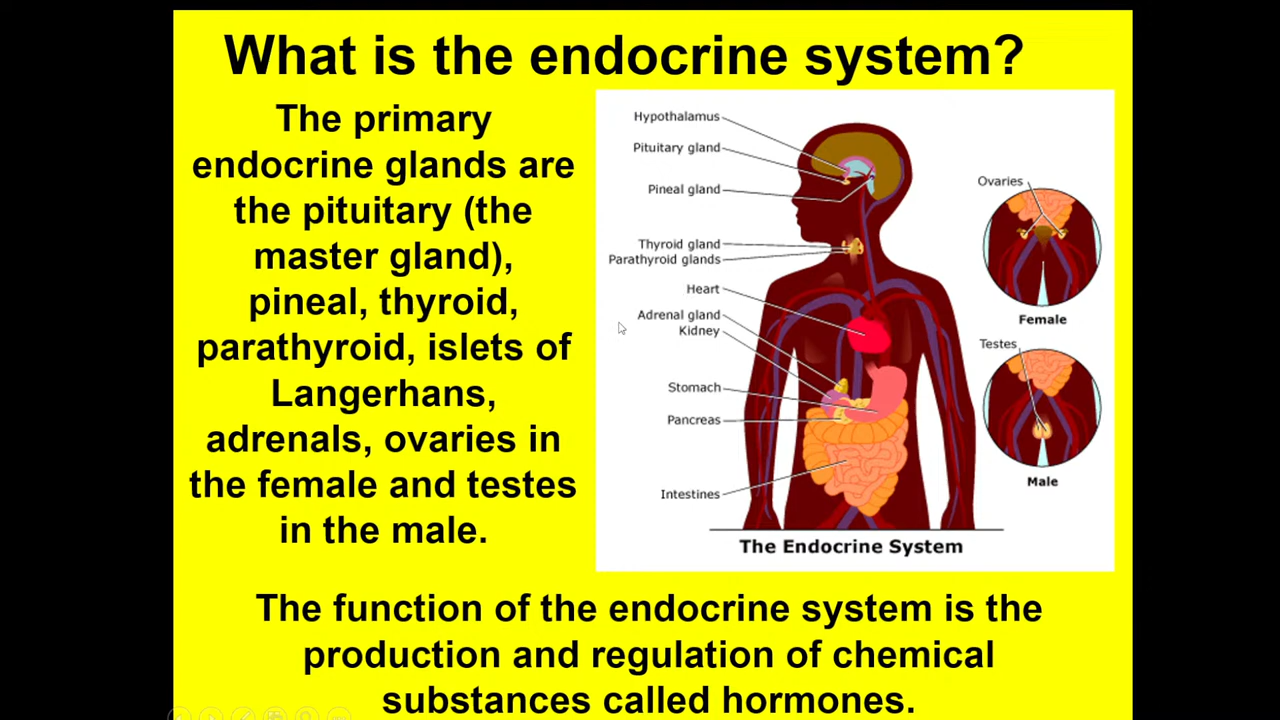 What is the endocrine system?
The primary
endocrine glands are
the pituitary (the
master gland),
pineal, thyroid,
parathyroid, islets of
Langerhans,
adrenals, ovaries in
the female and testes
in the male.
Hypothalamus
Pituitary gland
Pineal gland
Thyroid gland
Parathyroid glands
Heart
Adrenal gland
Kidney
Stomach
Pancreas
Intestines
Ovaries
Female
Testes
Male
The Endocrine System
The function of the endocrine system is the
production and regulation of chemical
substances called hormones.